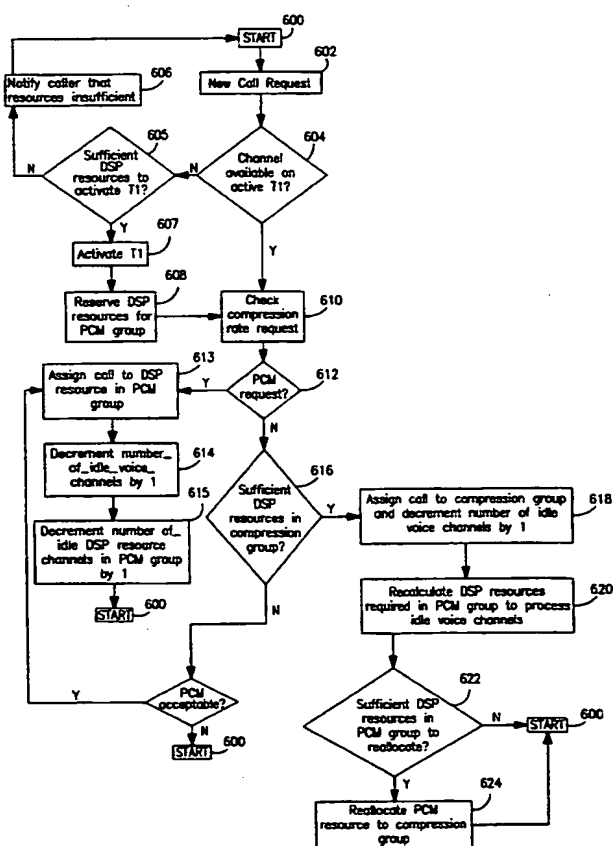 START
600
602
New Call Request
606
Notify caller that
resources insufficient
605
Sufficient
DSP
resources to
activate T1?
N
N
604
Channel
available on
active T1?
Y
607
Activate T1
Y
608
Reserve DSP
resources for
PCM group
Check
compression
rate request
610
613
Assign call to DSP
resource in PCM
group
Y
PCM
request?
612
N
Decrement number_
of_idle_voice_
channels by 1
614
616
Sufficient
DSP
resources in
compression
group?
Y
Assign call to compression group
and decrement number of idle
voice channels by 1
618
615
Decrement number of_
idle DSP resource
channels in PCM group
by 1
START
600
N
Recalculate DSP resources
required in PCM group to process
idle voice channels
620
Y
PCM
acceptable?
N
START
600
622
Sufficient DSP
resources in
PCM group to
reallocate?
N
START
600
Y
624
Reallocate PCM
resource to compression
group